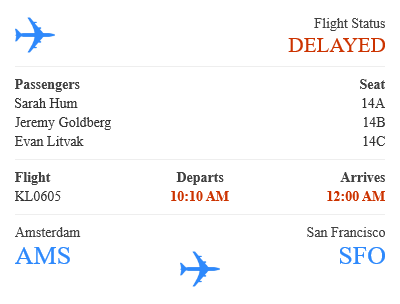 Flight Status
DELAYED
Passengers Seat
Sarah Hum 14A
Jeremy Goldberg 14B
Evan Litvak 14C
Flight Departs Arrives
KL0605 10:10 AM 12:00 AM
Amsterdam San Francisco
AMS SFO